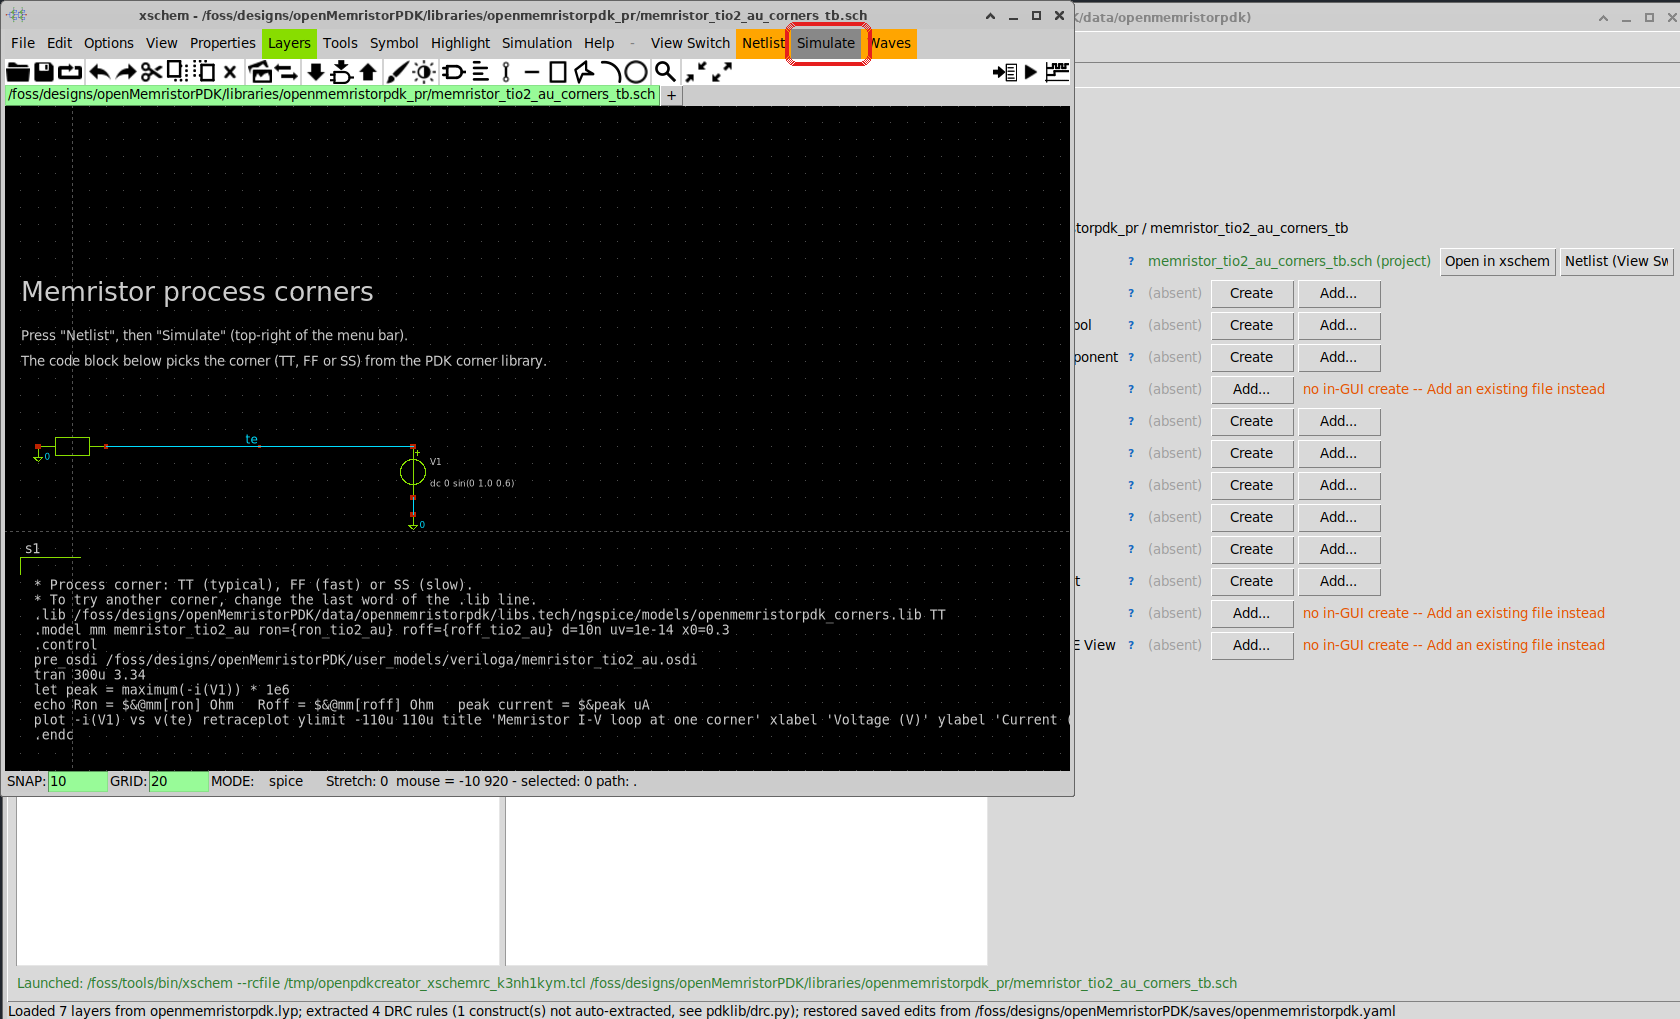 xschem - /foss/designs/openMemristorPDK/libraries/openmemristorpdk_pr/memristor_tio2_au_corners_tb.sch
/data/openmemristorpdk)
File Edit Options View Properties Layers Tools Symbol Highlight Simulation Help - View Switch Netlist Simulate Waves
/foss/designs/openMemristorPDK/libraries/openmemristorpdk_pr/memristor_tio2_au_corners_tb.sch +
torpdk_pr / memristor_tio2_au_corners_tb
? memristor_tio2_au_corners_tb.sch (project) Open in xschem Netlist (View Sw
? (absent) Create Add...
bol ? (absent) Create Add...
ponent ? (absent) Create Add...
? (absent) Add... no in-GUI create -- Add an existing file instead
? (absent) Create Add...
? (absent) Create Add...
? (absent) Create Add...
? (absent) Create Add...
? (absent) Create Add...
t ? (absent) Create Add...
? (absent) Add... no in-GUI create -- Add an existing file instead
E View ? (absent) Add... no in-GUI create -- Add an existing file instead
Memristor process corners
Press "Netlist", then "Simulate" (top-right of the menu bar).
The code block below picks the corner (TT, FF or SS) from the PDK corner library.
te
0
+
V1
dc 0 sin(0 1.0 0.6)
0
s1
* Process corner: TT (typical), FF (fast) or SS (slow).
* To try another corner, change the last word of the .lib line.
.lib /foss/designs/openMemristorPDK/data/openmemristorpdk/libs.tech/ngspice/models/openmemristorpdk_corners.lib TT
.model mm memristor_tio2_au ron={ron_tio2_au} roff={roff_tio2_au} d=10n uv=1e-14 x0=0.3
.control
pre_osdi /foss/designs/openMemristorPDK/user_models/veriloga/memristor_tio2_au.osdi
tran 300u 3.34
let peak = maximum(-i(V1)) * 1e6
echo Ron = $&@mm[ron] Ohm Roff = $&@mm[roff] Ohm peak current = $&peak uA
plot -i(V1) vs v(te) retraceplot ylimit -110u 110u title 'Memristor I-V loop at one corner' xlabel 'Voltage (V)' ylabel 'Current (
.endc
SNAP: 10 GRID: 20 MODE: spice Stretch: 0 mouse = -10 920 - selected: 0 path: .
Launched: /foss/tools/bin/xschem --rcfile /tmp/openpdkcreator_xschemrc_k3nh1kym.tcl /foss/designs/openMemristorPDK/libraries/openmemristorpdk_pr/memristor_tio2_au_corners_tb.sch
Loaded 7 layers from openmemristorpdk.lyp; extracted 4 DRC rules (1 construct(s) not auto-extracted, see pdklib/drc.py); restored saved edits from /foss/designs/openMemristorPDK/saves/openmemristorpdk.yaml